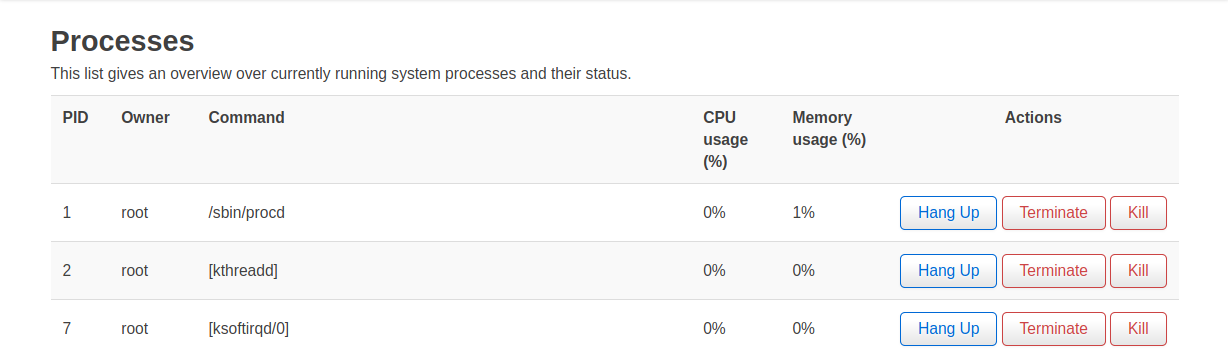 Processes
This list gives an overview over currently running system processes and their status.
PID Owner Command CPU usage (%) Memory usage (%) Actions
1 root /sbin/procd 0% 1% Hang Up Terminate Kill
2 root [kthreadd] 0% 0% Hang Up Terminate Kill
7 root [ksoftirqd/0] 0% 0% Hang Up Terminate Kill